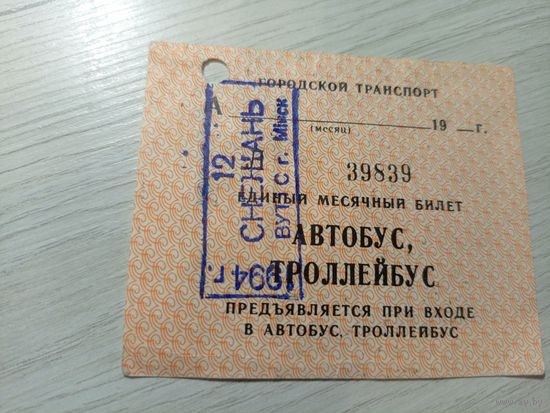 ГОРОДСКОЙ ТРАНСПОРТ
А
19 г.
(месяц)
39839
ЕДИНЫЙ МЕСЯЧНЫЙ БИЛЕТ
АВТОБУС,
ТРОЛЛЕЙБУС
ПРЕДЪЯВЛЯЕТСЯ ПРИ ВХОДЕ
В АВТОБУС, ТРОЛЛЕЙБУС
12
СНЕЖАНЬ
г. Мінск
1994 г.